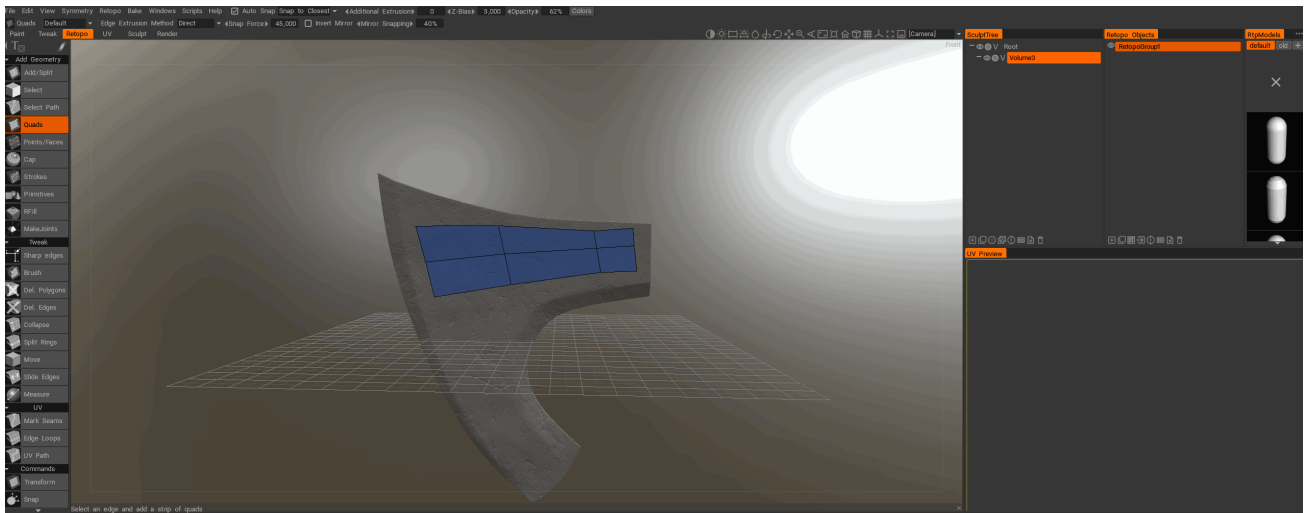 File Edit View Symmetry Retopo Bake Windows Scripts Help Auto Snap Snap to Closest Additional Extrusion 0 Z-Bias 3,000 Opacity 62% Colors
Quads Default Edge Extrusion Method Direct Snap Force 45,000 Insert Mirror Mirror Snapping 40%
Paint Tweak Retopo UV Sculpt Render [Camera]
Front
SculptTree
Root
Volume3
Retopo Objects
RetopoGroup1
RtpModels
default old +
UV Preview
Add Geometry
Add/Split
Select
Select Path
Quads
Points/Faces
Cap
Strokes
Primitives
RFill
MakeJoints
Tweak
Sharp edges
Brush
Del. Polygons
Del. Edges
Collapse
Split Rings
Move
Slide Edges
Measure
UV
Mark Seams
Edge Loops
UV Path
Commands
Transform
Snap
Select an edge and add a strip of quads